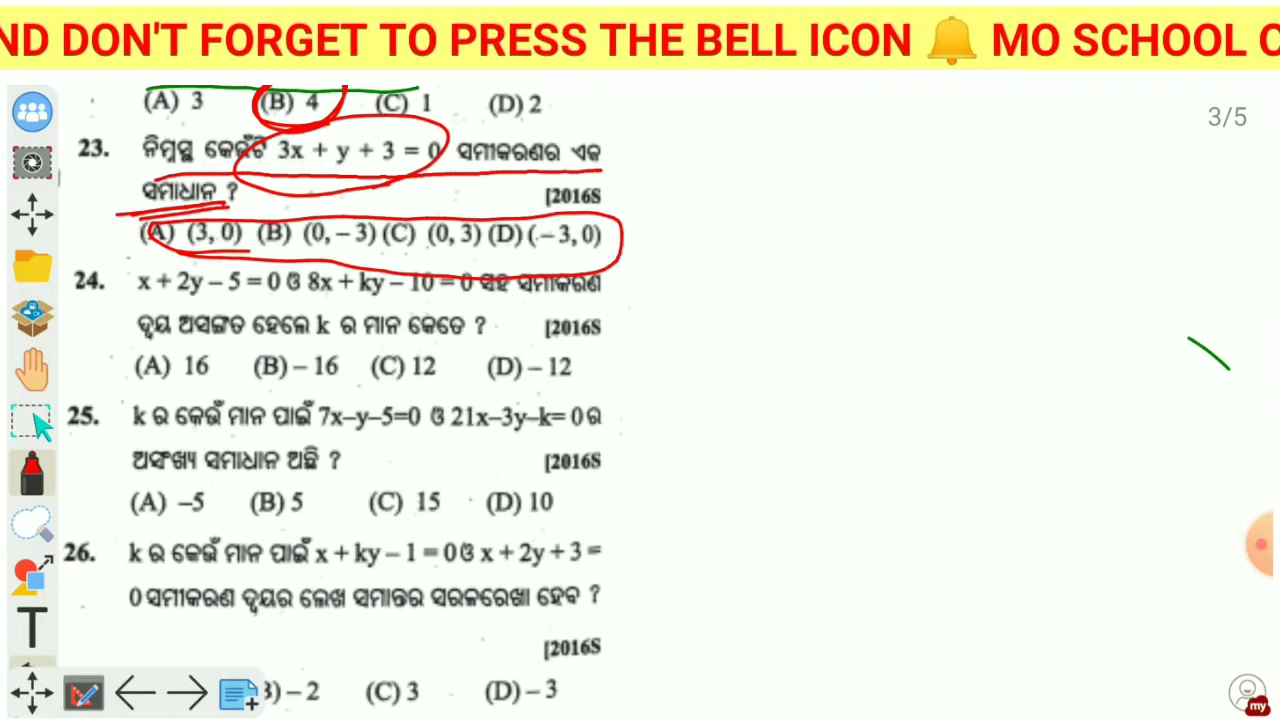 ND DON'T FORGET TO PRESS THE BELL ICON 🔔 MO SCHOOL C
3/5
(A) 3 (B) 4 (C) 1 (D) 2
23. ନିମ୍ନସ୍ଥ କେଉଁଟି 3x + y + 3 = 0 ସମୀକରଣର ଏକ
ସମାଧାନ ? [2016S
(A) (3, 0) (B) (0, – 3) (C) (0, 3) (D) (– 3, 0)
24. x + 2y – 5 = 0 ଓ 8x + ky – 10 = 0 ସହ ସମୀକରଣ
ଦ୍ୱୟ ଅସଙ୍ଗତ ହେଲେ k ର ମାନ କେତେ ? [2016S
(A) 16 (B) – 16 (C) 12 (D) – 12
25. k ର କେଉଁ ମାନ ପାଇଁ 7x–y–5=0 ଓ 21x–3y–k= 0 ର
ଅସଂଖ୍ୟ ସମାଧାନ ଅଛି ? [2016S
(A) –5 (B) 5 (C) 15 (D) 10
26. k ର କେଉଁ ମାନ ପାଇଁ x + ky – 1 = 0 ଓ x + 2y + 3 =
0 ସମୀକରଣ ଦ୍ୱୟର ଲେଖ ସମାନ୍ତର ସରଳରେଖା ହେବ ?
[2016S
B) – 2 (C) 3 (D) – 3
T
my